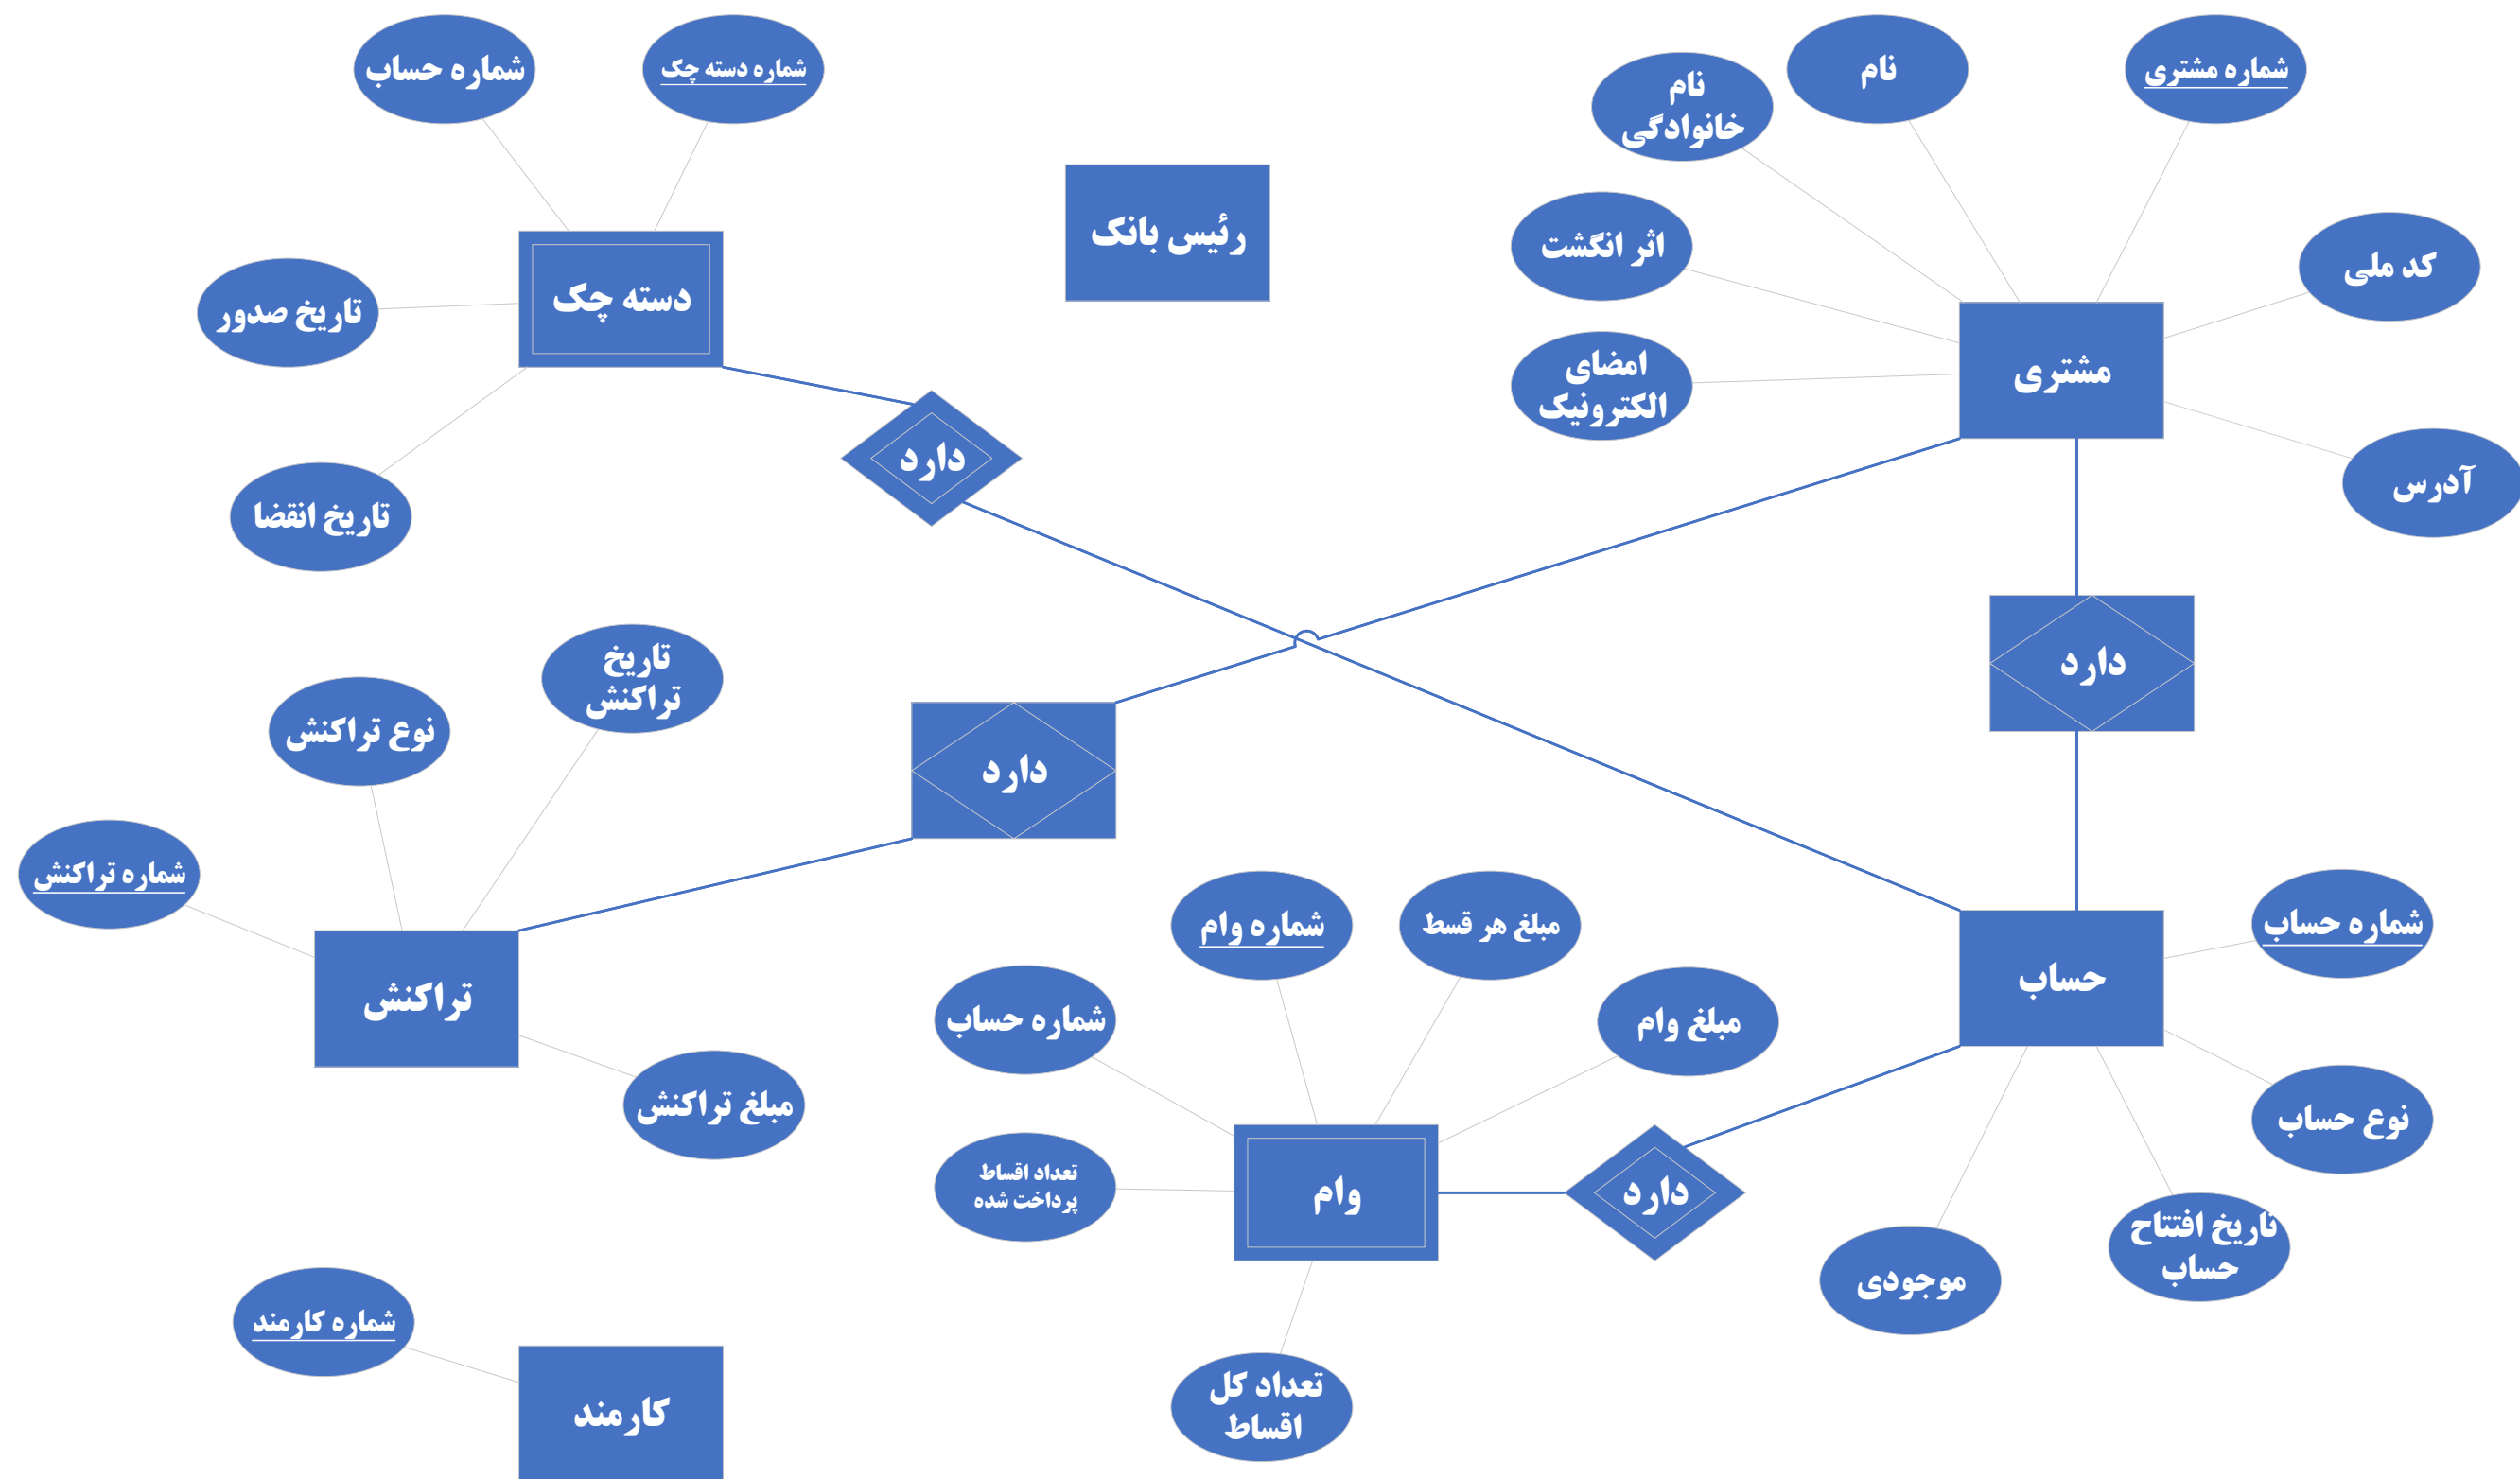 شماره مشتری
نام
نام
خانوادگی
شماره دسته چک
شماره حساب
رئیس بانک
اثر انگشت
کد ملی
دسته چک
تاریخ صدور
مشتری
امضای
الکترونیک
دارد
آدرس
تاریخ انقضا
دارد
تاریخ
تراکنش
نوع تراکنش
دارد
شماره تراکنش
شماره حساب
مبلغ هر قسط
شماره وام
حساب
تراکنش
مبلغ وام
شماره حساب
نوع حساب
مبلغ تراکنش
دارد
وام
تعداد اقساط
پرداخت شده
تاریخ افتتاح
حساب
موجودی
شماره کارمند
تعداد کل
اقساط
کارمند